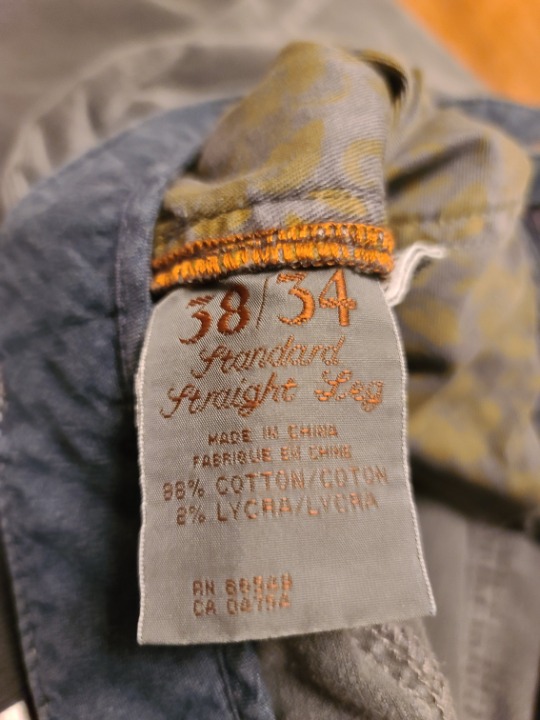 38/34
Standard
Straight Leg
MADE IN CHINA
FABRIQUE EN CHINE
98% COTTON/COTON
2% LYCRA/LYCRA
RN
CA